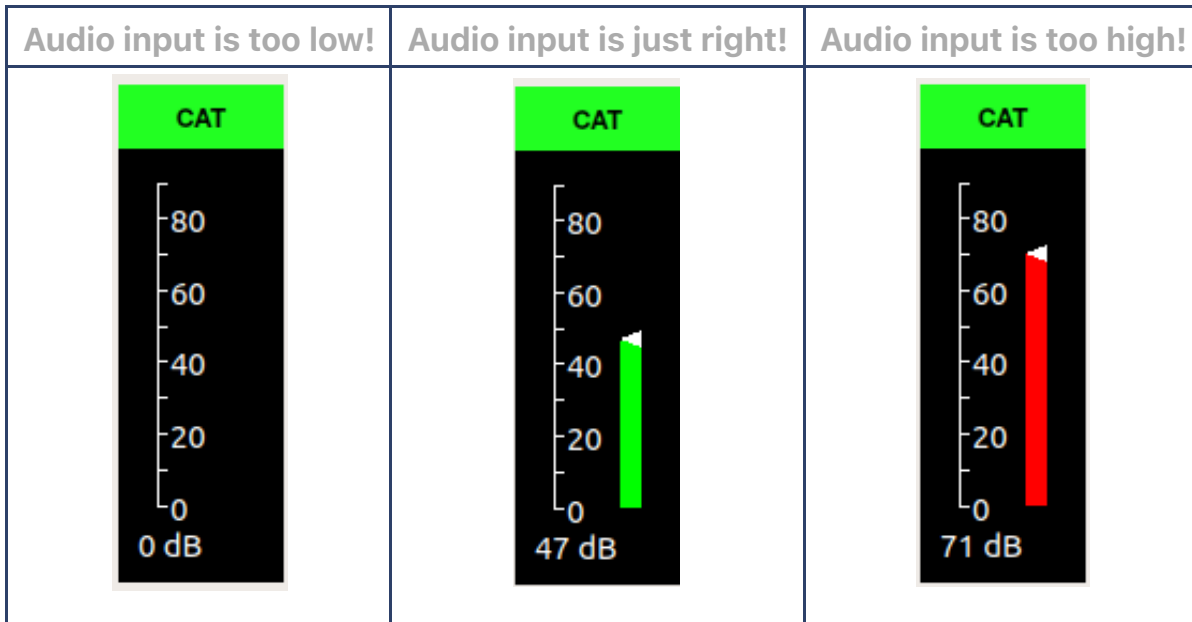 Audio input is too low!
Audio input is just right!
Audio input is too high!
CAT
80
60
40
20
0
0 dB
CAT
80
60
40
20
0
47 dB
CAT
80
60
40
20
0
71 dB